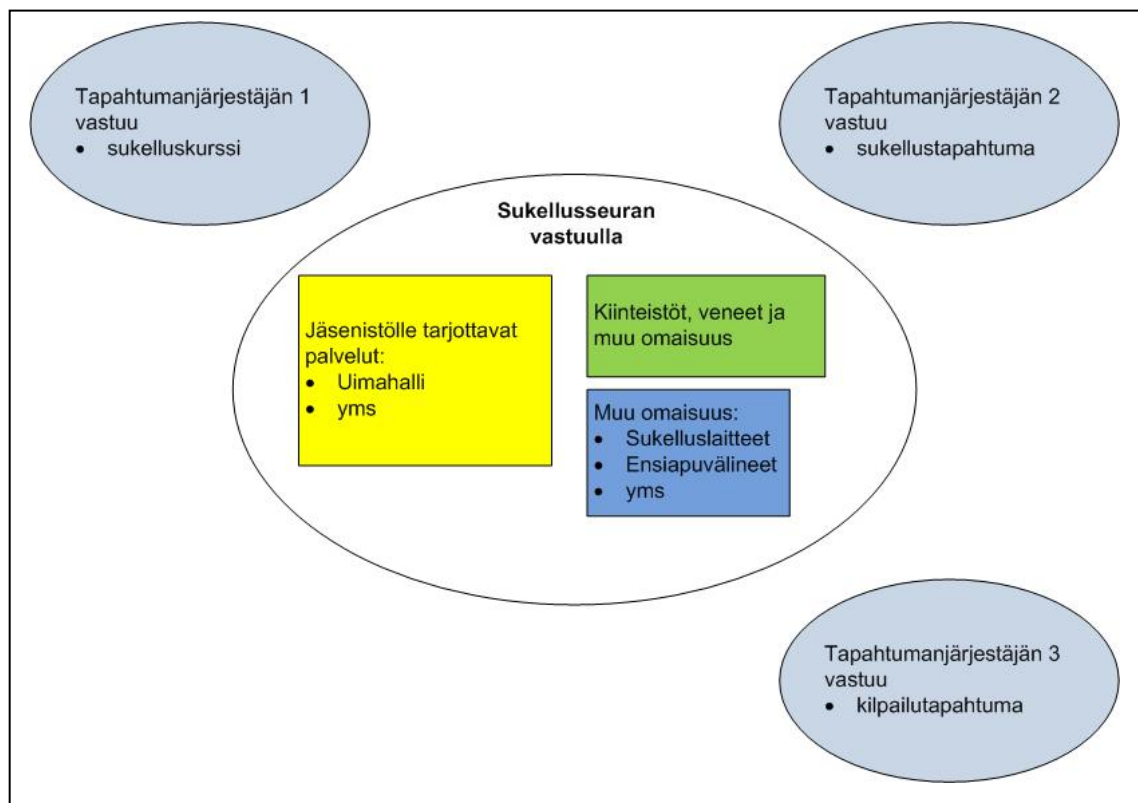 Tapahtumanjärjestäjän 1
vastuu
• sukelluskurssi
Tapahtumanjärjestäjän 2
vastuu
• sukellustapahtuma
Sukellusseuran
vastuulla
Jäsenistölle tarjottavat
palvelut:
• Uimahalli
• yms
Kiinteistöt, veneet ja
muu omaisuus
Muu omaisuus:
• Sukelluslaitteet
• Ensiapuvälineet
• yms
Tapahtumanjärjestäjän 3
vastuu
• kilpailutapahtuma